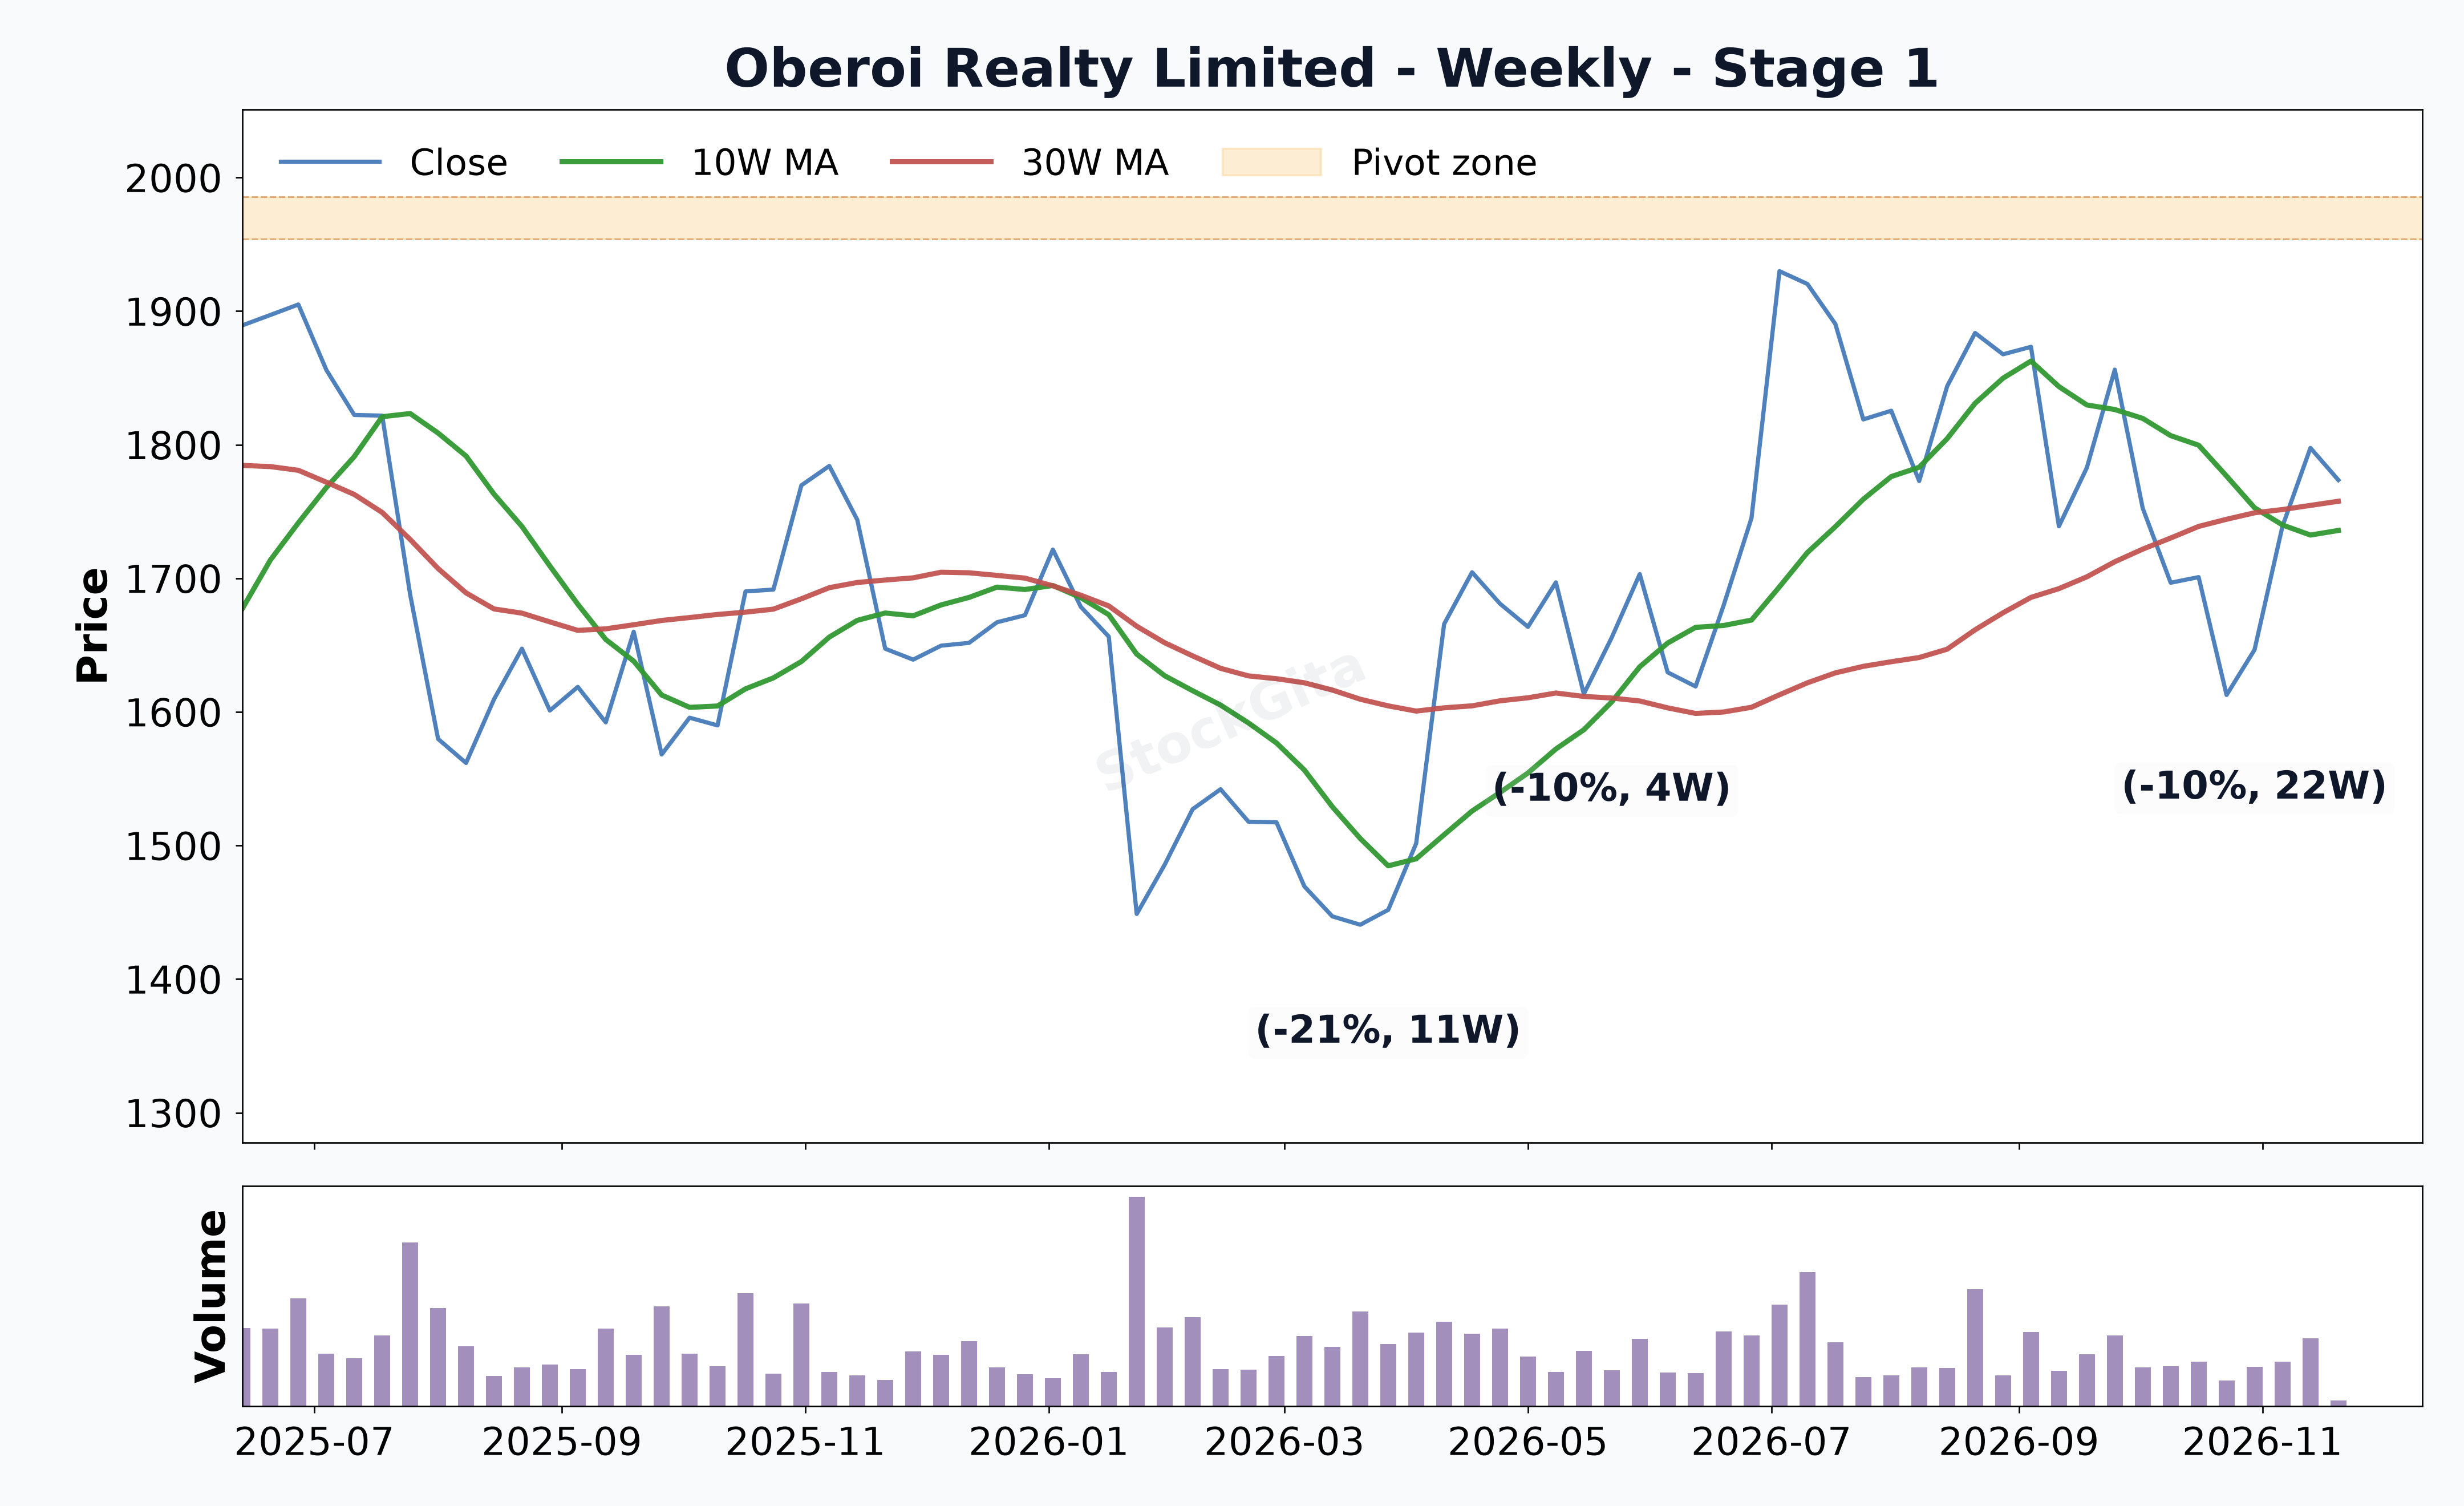 Oberoi Realty Limited - Weekly - Stage 1
Close
10W MA
30W MA
Pivot zone
2000
1900
1800
1700
1600
1500
1400
1300
Price
StockGita
(-10%, 4W)
(-10%, 22W)
(-21%, 11W)
Volume
2025-07
2025-09
2025-11
2026-01
2026-03
2026-05
2026-07
2026-09
2026-11